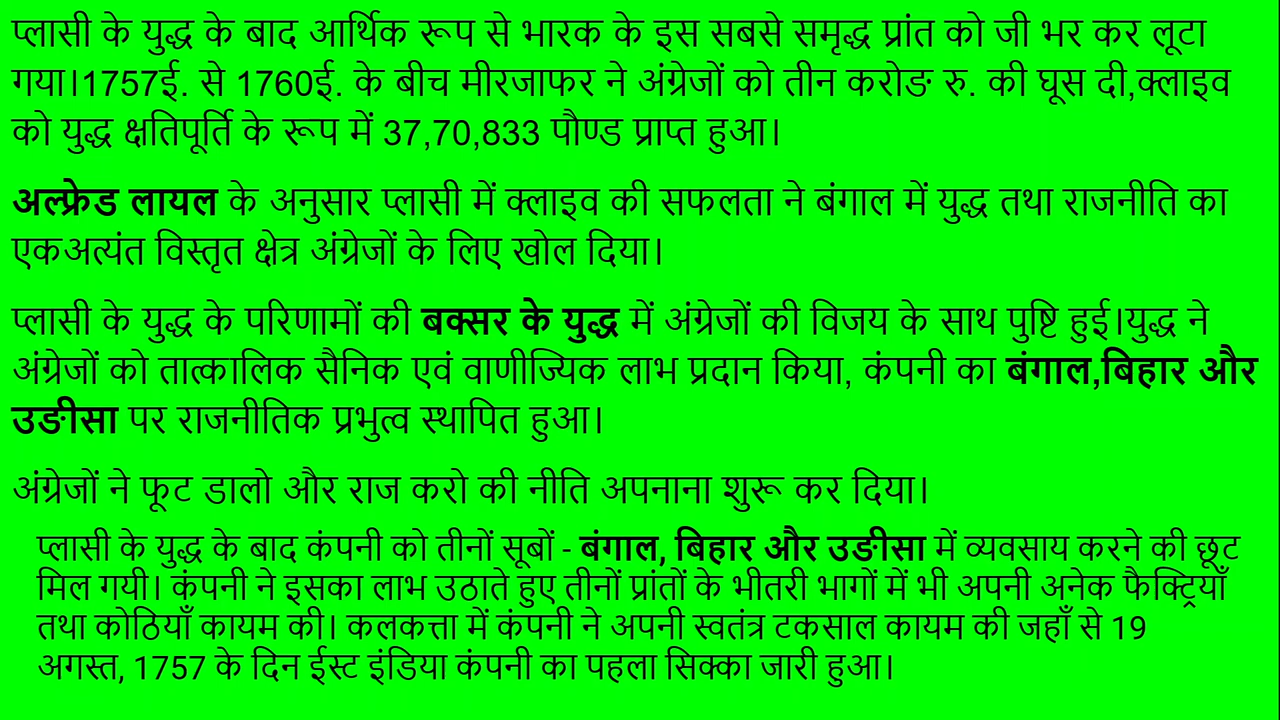 प्लासी के युद्ध के बाद आर्थिक रूप से भारक के इस सबसे समृद्ध प्रांत को जी भर कर लूटा
गया।1757ई. से 1760ई. के बीच मीरजाफर ने अंग्रेजों को तीन करोङ रु. की घूस दी,क्लाइव
को युद्ध क्षतिपूर्ति के रूप में 37,70,833 पौण्ड प्राप्त हुआ।
अल्फ्रेड लायल के अनुसार प्लासी में क्लाइव की सफलता ने बंगाल में युद्ध तथा राजनीति का
एकअत्यंत विस्तृत क्षेत्र अंग्रेजों के लिए खोल दिया।
प्लासी के युद्ध के परिणामों की बक्सर के युद्ध में अंग्रेजों की विजय के साथ पुष्टि हुई।युद्ध ने
अंग्रेजों को तात्कालिक सैनिक एवं वाणीज्यिक लाभ प्रदान किया, कंपनी का बंगाल,बिहार और
उङीसा पर राजनीतिक प्रभुत्व स्थापित हुआ।
अंग्रेजों ने फूट डालो और राज करो की नीति अपनाना शुरू कर दिया।
प्लासी के युद्ध के बाद कंपनी को तीनों सूबों - बंगाल, बिहार और उङीसा में व्यवसाय करने की छूट
मिल गयी। कंपनी ने इसका लाभ उठाते हुए तीनों प्रांतों के भीतरी भागों में भी अपनी अनेक फैक्ट्रियाँ
तथा कोठियाँ कायम की। कलकत्ता में कंपनी ने अपनी स्वतंत्र टकसाल कायम की जहाँ से 19
अगस्त, 1757 के दिन ईस्ट इंडिया कंपनी का पहला सिक्का जारी हुआ।